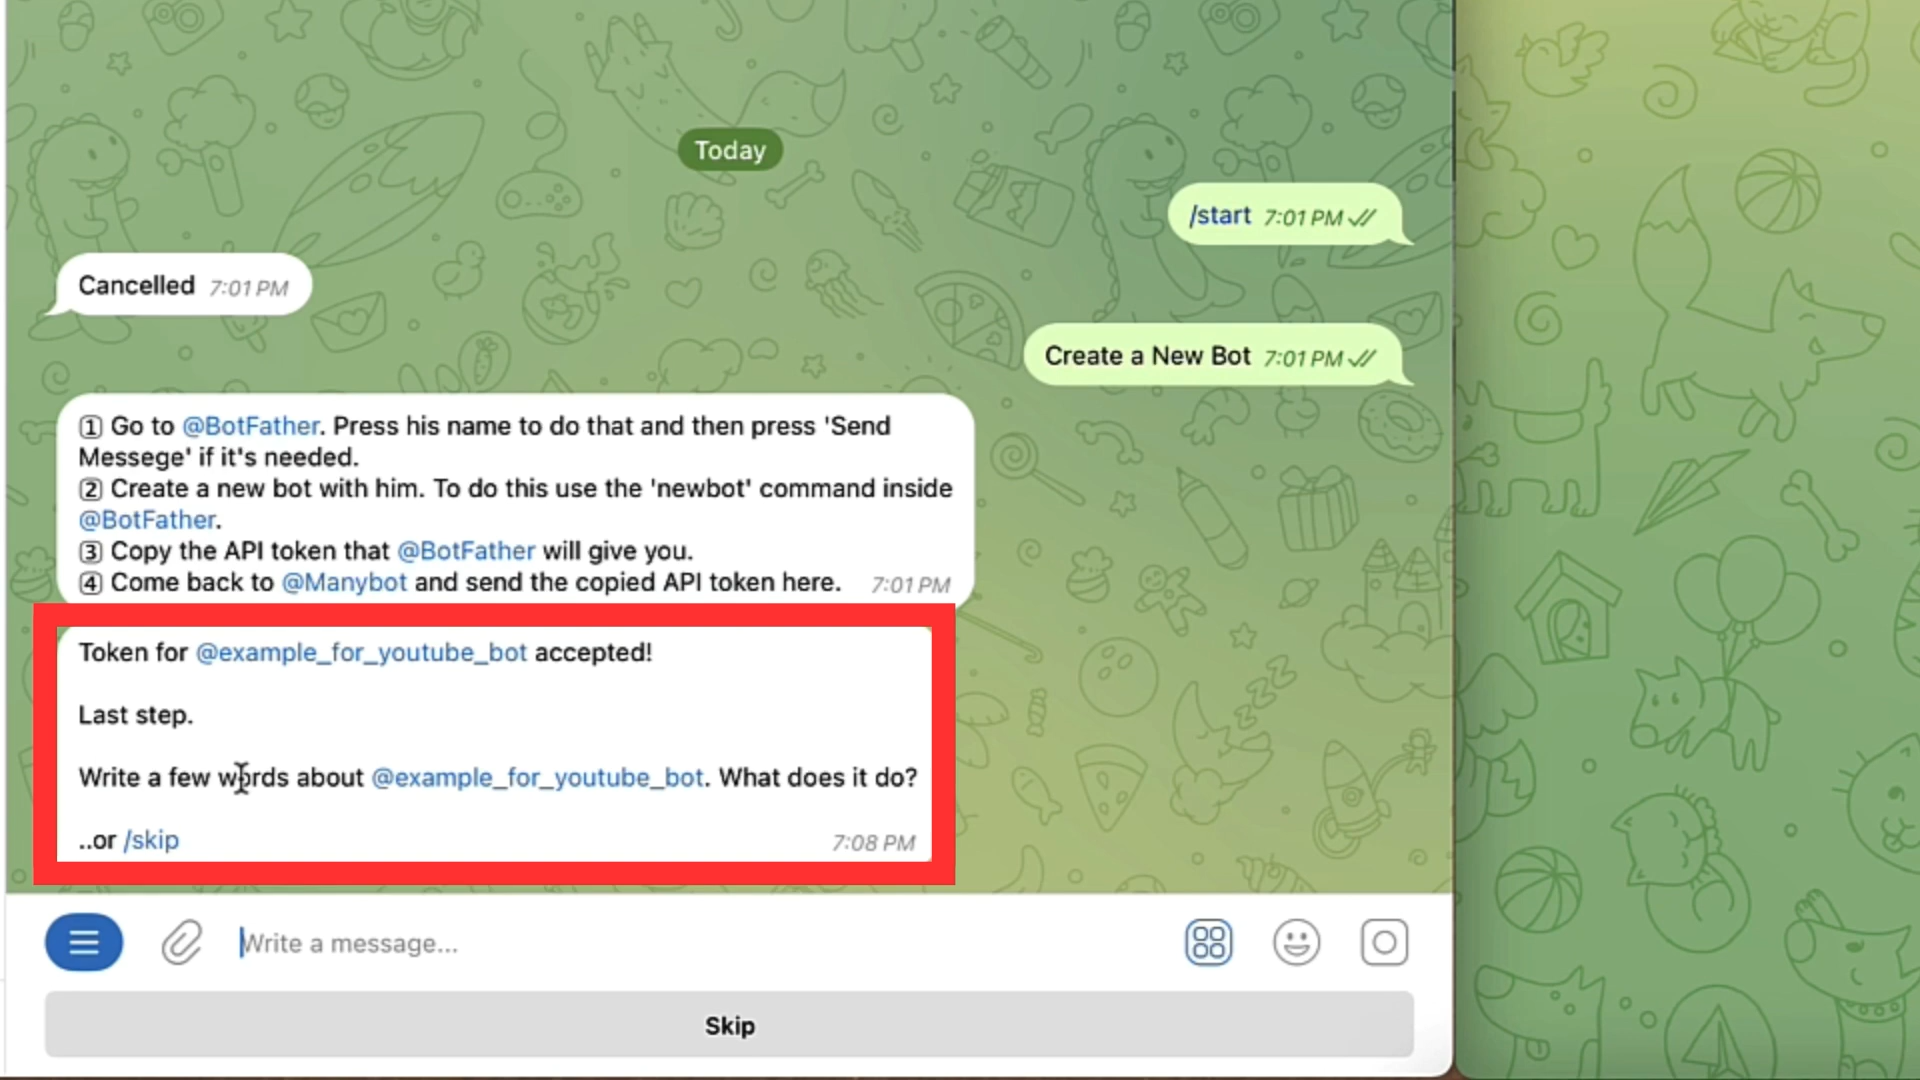 Today
/start 7:01 PM
Cancelled 7:01 PM
Create a New Bot 7:01 PM
1 Go to @BotFather. Press his name to do that and then press 'Send
Messege' if it's needed.
2 Create a new bot with him. To do this use the 'newbot' command inside
@BotFather.
3 Copy the API token that @BotFather will give you.
4 Come back to @Manybot and send the copied API token here. 7:01 PM
Token for @example_for_youtube_bot accepted!
Last step.
Write a few words about @example_for_youtube_bot. What does it do?
..or /skip 7:08 PM
Write a message...
Skip